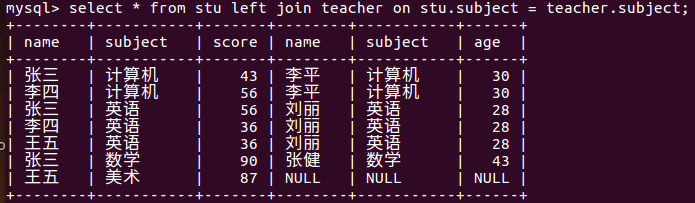 mysql> select * from stu left join teacher on stu.subject = teacher.subject;
+--------+-----------+-------+--------+-----------+------+
| name | subject | score | name | subject | age |
+--------+-----------+-------+--------+-----------+------+
| 张三 | 计算机 | 43 | 李平 | 计算机 | 30 |
| 李四 | 计算机 | 56 | 李平 | 计算机 | 30 |
| 张三 | 英语 | 56 | 刘丽 | 英语 | 28 |
| 李四 | 英语 | 36 | 刘丽 | 英语 | 28 |
| 王五 | 英语 | 36 | 刘丽 | 英语 | 28 |
| 张三 | 数学 | 90 | 张健 | 数学 | 43 |
| 王五 | 美术 | 87 | NULL | NULL | NULL |
+--------+-----------+-------+--------+-----------+------+